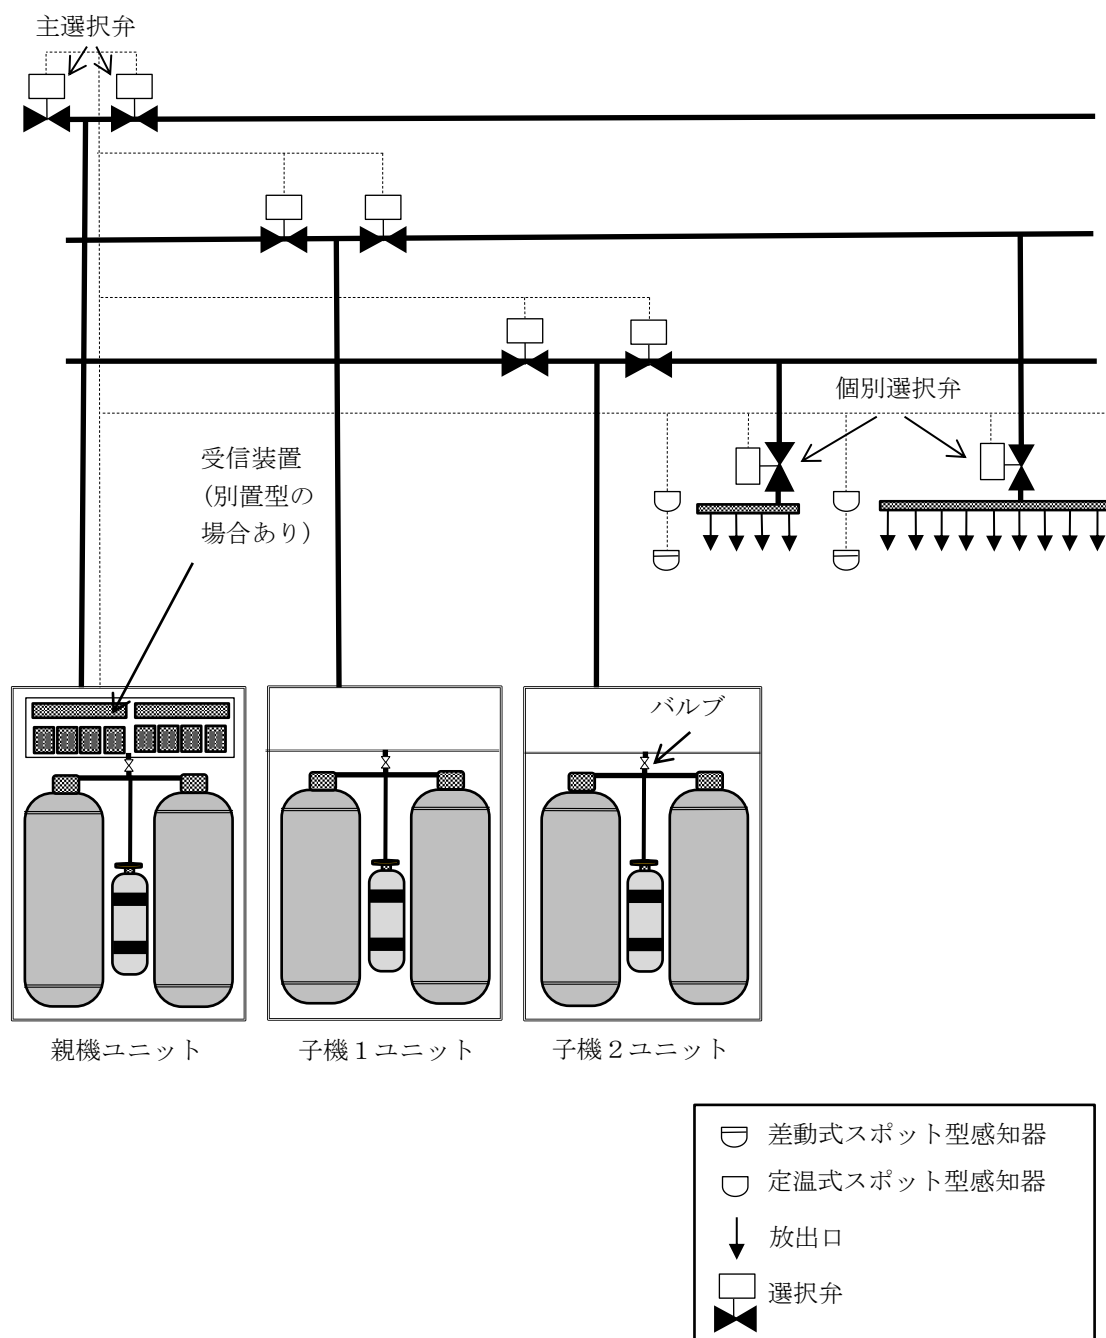 主選択弁
個別選択弁
受信装置
(別置型の
場合あり)
バルブ
親機ユニット
子機１ユニット
子機２ユニット
差動式スポット型感知器
定温式スポット型感知器
放出口
選択弁